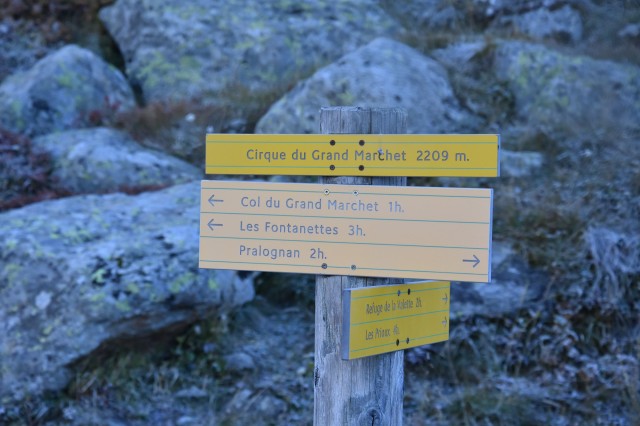 Cirque du Grand Marchet 2209 m.
← Col du Grand Marchet 1h.
← Les Fontanettes 3h.
Pralognan 2h. →
Refuge de la Valette 2h. →
Les Prioux →